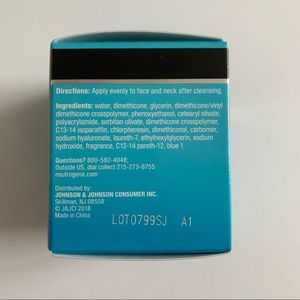 Directions: Apply evenly to face and neck after cleansing.
Ingredients: water, dimethicone, glycerin, dimethicone/vinyl
dimethicone crosspolymer, phenoxyethanol, cetearyl olivate,
polyacrylamide, sorbitan olivate, dimethicone crosspolymer,
C13-14 isoparaffin, chlorphenesin, dimethiconol, carbomer,
sodium hyaluronate, laureth-7, ethylhexylglycerin, sodium
hydroxide, fragrance, C12-14 pareth-12, blue 1
Questions? 800-582-4048;
Outside US, dial collect 215-273-8755
neutrogena.com
Distributed by:
JOHNSON & JOHNSON CONSUMER INC.
Skillman, NJ 08558
© J&JCI 2018
Made in China
LOT0799SJ A1